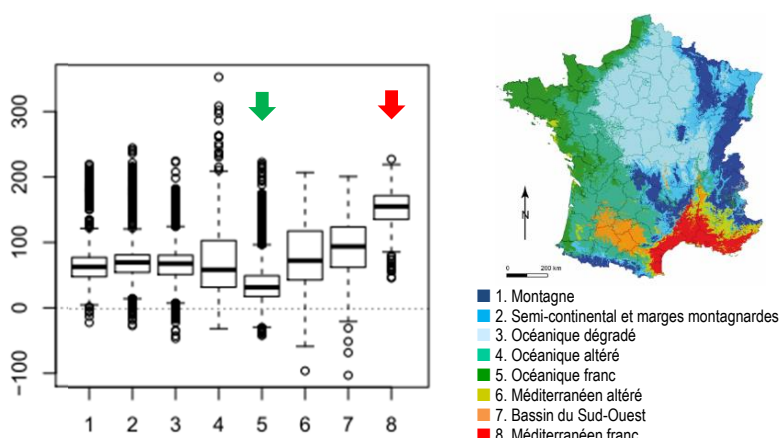 300
200
100
0
-100
1 2 3 4 5 6 7 8
N
0 200 km
1. Montagne
2. Semi-continental et marges montagnardes
3. Océanique dégradé
4. Océanique altéré
5. Océanique franc
6. Méditerranéen altéré
7. Bassin du Sud-Ouest
8. Méditerranéen franc